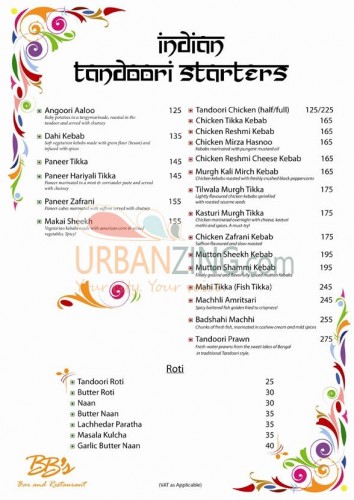 indian
tandoori starters
Angoori Aaloo 125
Baby potatoes in a tangymarinade, roasted in the
tandoor and served with chutney
Dahi Kebab 135
Soft vegetarian kebabs made with gram flour (besan) and
infused with spice
Paneer Tikka 145
Paneer Hariyali Tikka 145
Paneer marinated in a mint & corriander paste and served
with chutney
Paneer Zafrani 155
Paneer cubes marinated with saffron served with chutney
Makai Sheekh 155
Vegetarian kebabs made with american corn & mixed
vegetables. Spicy!
Tandoori Chicken (half/full) 125/225
Chicken Tikka Kebab 165
Chicken Reshmi Kebab 165
Chicken Mirza Hasnoo 165
Kebabs marinated with pungent mustard oil
Chicken Reshmi Cheese Kebab 165
Murgh Kali Mirch Kebab 165
Chicken kebabs roasted with freshly crushed black peppercorns
Tilwala Murgh Tikka 165
Lightly flavoured chicken kebabs sprinkled
with roasted sesame seeds
Kasturi Murgh Tikka 165
Chicken marinated overnight with cheese, kasturi
methi and spices. A must-try!
Chicken Zafrani Kebab 165
Saffron-flavoured and slow roasted
Mutton Sheekh Kebab 195
Mutton Shammi Kebab 195
Finely ground and flavorfully spiced mutton kebabs
Mahi Tikka (Fish Tikka) 245
Machhli Amritsari 245
Spicy battered fish golden fried to crispness!
Badshahi Machhi 255
Chunks of fresh fish, marinated in cashew cream and mild spices
Tandoori Prawn 275
Fresh water prawns from the sweet lakes of Bengal
in traditional Tandoori style.
URBANZING.com
Your City, Your
Roti
Tandoori Roti 25
Butter Roti 30
Naan 30
Butter Naan 35
Lachhedar Paratha 35
Masala Kulcha 35
Garlic Butter Naan 40
BB's
Bar and Restaurant
(VAT as Applicable)